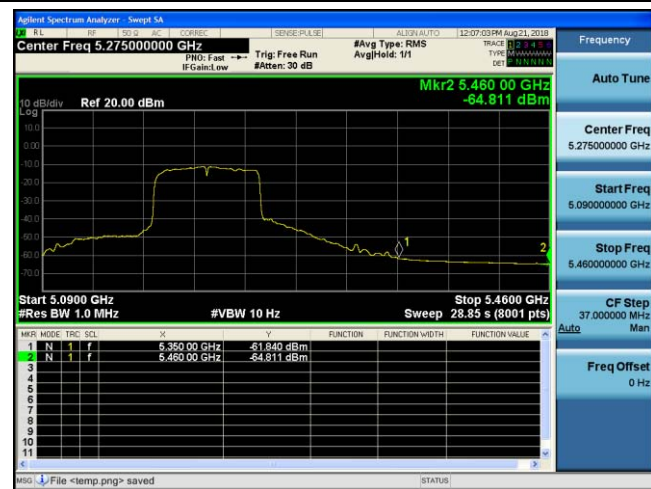 Agilent Spectrum Analyzer - Swept SA
RL RF 50 Ω AC CORREC SENSE:PULSE ALIGN AUTO 12:07:03 PM Aug 21, 2018
Center Freq 5.275000000 GHz
PNO: Fast
IFGain:Low
Trig: Free Run
#Atten: 30 dB
#Avg Type: RMS
Avg|Hold: 1/1
TRACE 1 2 3 4 5 6
TYPE MWWWWW
DET P NNNNN
Mkr2 5.460 00 GHz
-64.811 dBm
10 dB/div Ref 20.00 dBm
Log
10.0
0.00
-10.0
-20.0
-30.0
-40.0
-50.0
-60.0
-70.0
1
2
Start 5.0900 GHz
Stop 5.4600 GHz
#Res BW 1.0 MHz
#VBW 10 Hz
Sweep 28.85 s (8001 pts)
MKR MODE TRC SCL X Y FUNCTION FUNCTION WIDTH FUNCTION VALUE
1 N 1 f 5.350 00 GHz -61.840 dBm
2 N 1 f 5.460 00 GHz -64.811 dBm
3
4
5
6
7
8
9
10
11
MSG File <temp.png> saved
STATUS
Frequency
Auto Tune
Center Freq
5.275000000 GHz
Start Freq
5.090000000 GHz
Stop Freq
5.460000000 GHz
CF Step
37.000000 MHz
Auto Man
Freq Offset
0 Hz